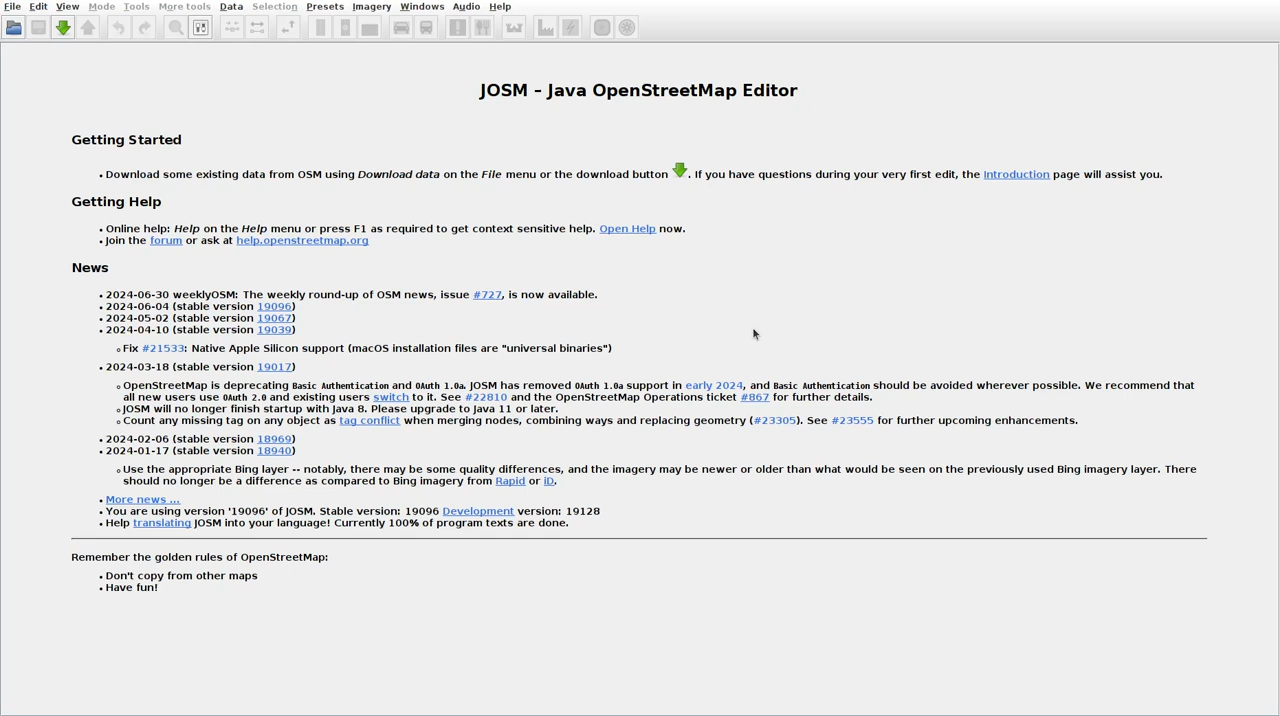 File Edit View Mode Tools More tools Data Selection Presets Imagery Windows Audio Help
JOSM – Java OpenStreetMap Editor
Getting Started
• Download some existing data from OSM using Download data on the File menu or the download button . If you have questions during your very first edit, the Introduction page will assist you.
Getting Help
• Online help: Help on the Help menu or press F1 as required to get context sensitive help. Open Help now.
• Join the forum or ask at help.openstreetmap.org
News
• 2024-06-30 weeklyOSM: The weekly round-up of OSM news, issue #727, is now available.
• 2024-06-04 (stable version 19096)
• 2024-05-02 (stable version 19067)
• 2024-04-10 (stable version 19039)
◦ Fix #21533: Native Apple Silicon support (macOS installation files are "universal binaries")
• 2024-03-18 (stable version 19017)
◦ OpenStreetMap is deprecating Basic Authentication and OAuth 1.0a. JOSM has removed OAuth 1.0a support in early 2024, and Basic Authentication should be avoided wherever possible. We recommend that
all new users use OAuth 2.0 and existing users switch to it. See #22810 and the OpenStreetMap Operations ticket #867 for further details.
◦ JOSM will no longer finish startup with Java 8. Please upgrade to Java 11 or later.
◦ Count any missing tag on any object as tag conflict when merging nodes, combining ways and replacing geometry (#23305). See #23555 for further upcoming enhancements.
• 2024-02-06 (stable version 18969)
• 2024-01-17 (stable version 18940)
◦ Use the appropriate Bing layer -- notably, there may be some quality differences, and the imagery may be newer or older than what would be seen on the previously used Bing imagery layer. There
should no longer be a difference as compared to Bing imagery from Rapid or iD.
• More news ...
• You are using version '19096' of JOSM. Stable version: 19096 Development version: 19128
• Help translating JOSM into your language! Currently 100% of program texts are done.
Remember the golden rules of OpenStreetMap:
• Don't copy from other maps
• Have fun!